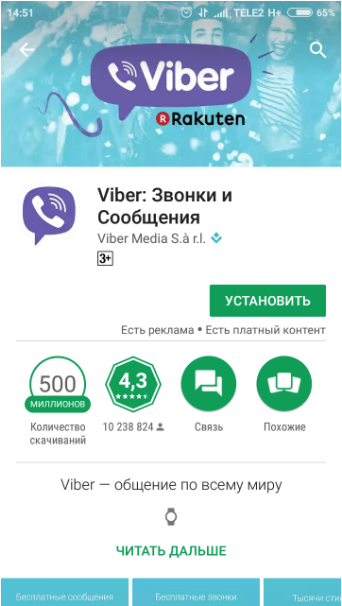 14:51 TELE2 H+ 65%
Viber
R Rakuten
Viber: Звонки и
Сообщения
Viber Media S.à r.l.
3+
УСТАНОВИТЬ
Есть реклама • Есть платный контент
500
МИЛЛИОНОВ
Количество
скачиваний
4,3
10 238 824
Связь
Похожие
Viber — общение по всему миру
ЧИТАТЬ ДАЛЬШЕ
Бесплатные сообщения
Бесплатные звонки
Тысячи сти